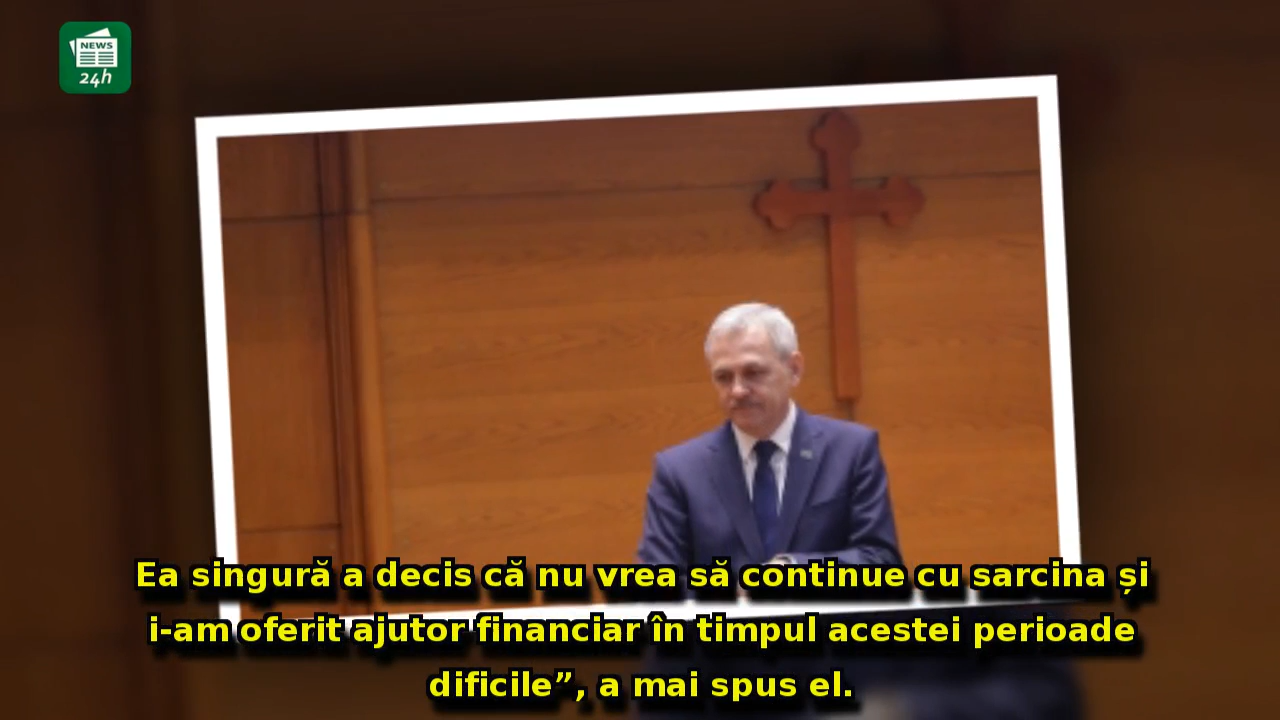 NEWS
24h
Ea singură a decis că nu vrea să continue cu sarcina și
i-am oferit ajutor financiar în timpul acestei perioade
dificile”, a mai spus el.